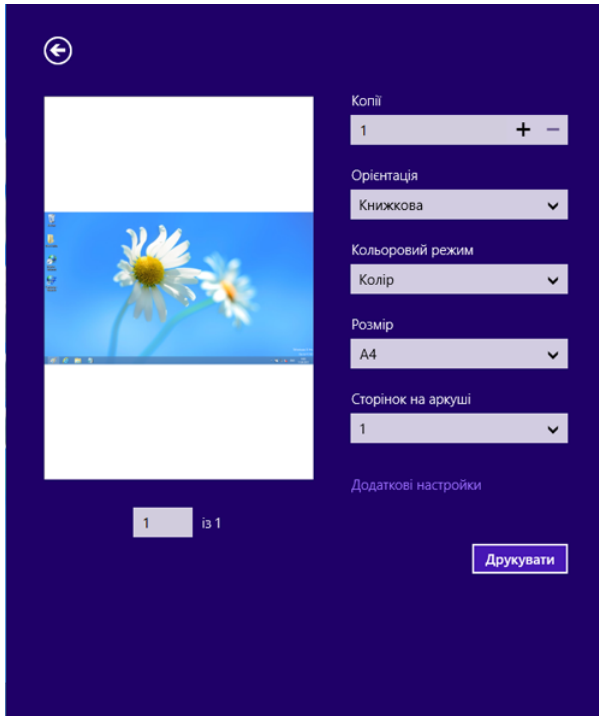 Копії
1
Орієнтація
Книжкова
Кольоровий режим
Колір
Розмір
A4
Сторінок на аркуші
1
Додаткові настройки
1 із 1
Друкувати